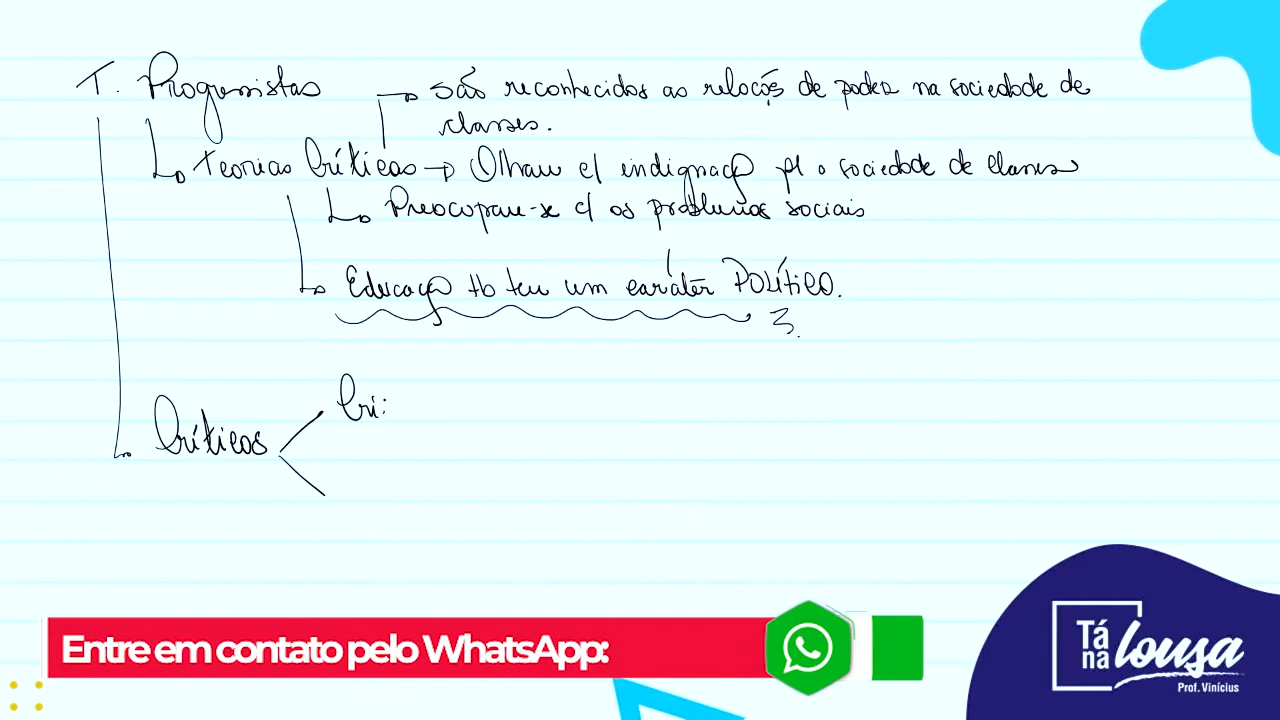 T. Progressistas → são reconhecidos as relações de poder na sociedade de
classes.
Teorias Críticas → Olham c/ indignação p/ a sociedade de classes
Preocupam-se c/ os problemas sociais
Educação tb tem um caráter POLÍTICO.
Cri:
Críticos
Entre em contato pelo WhatsApp:
Tá
na lousa
Prof. Vinícius